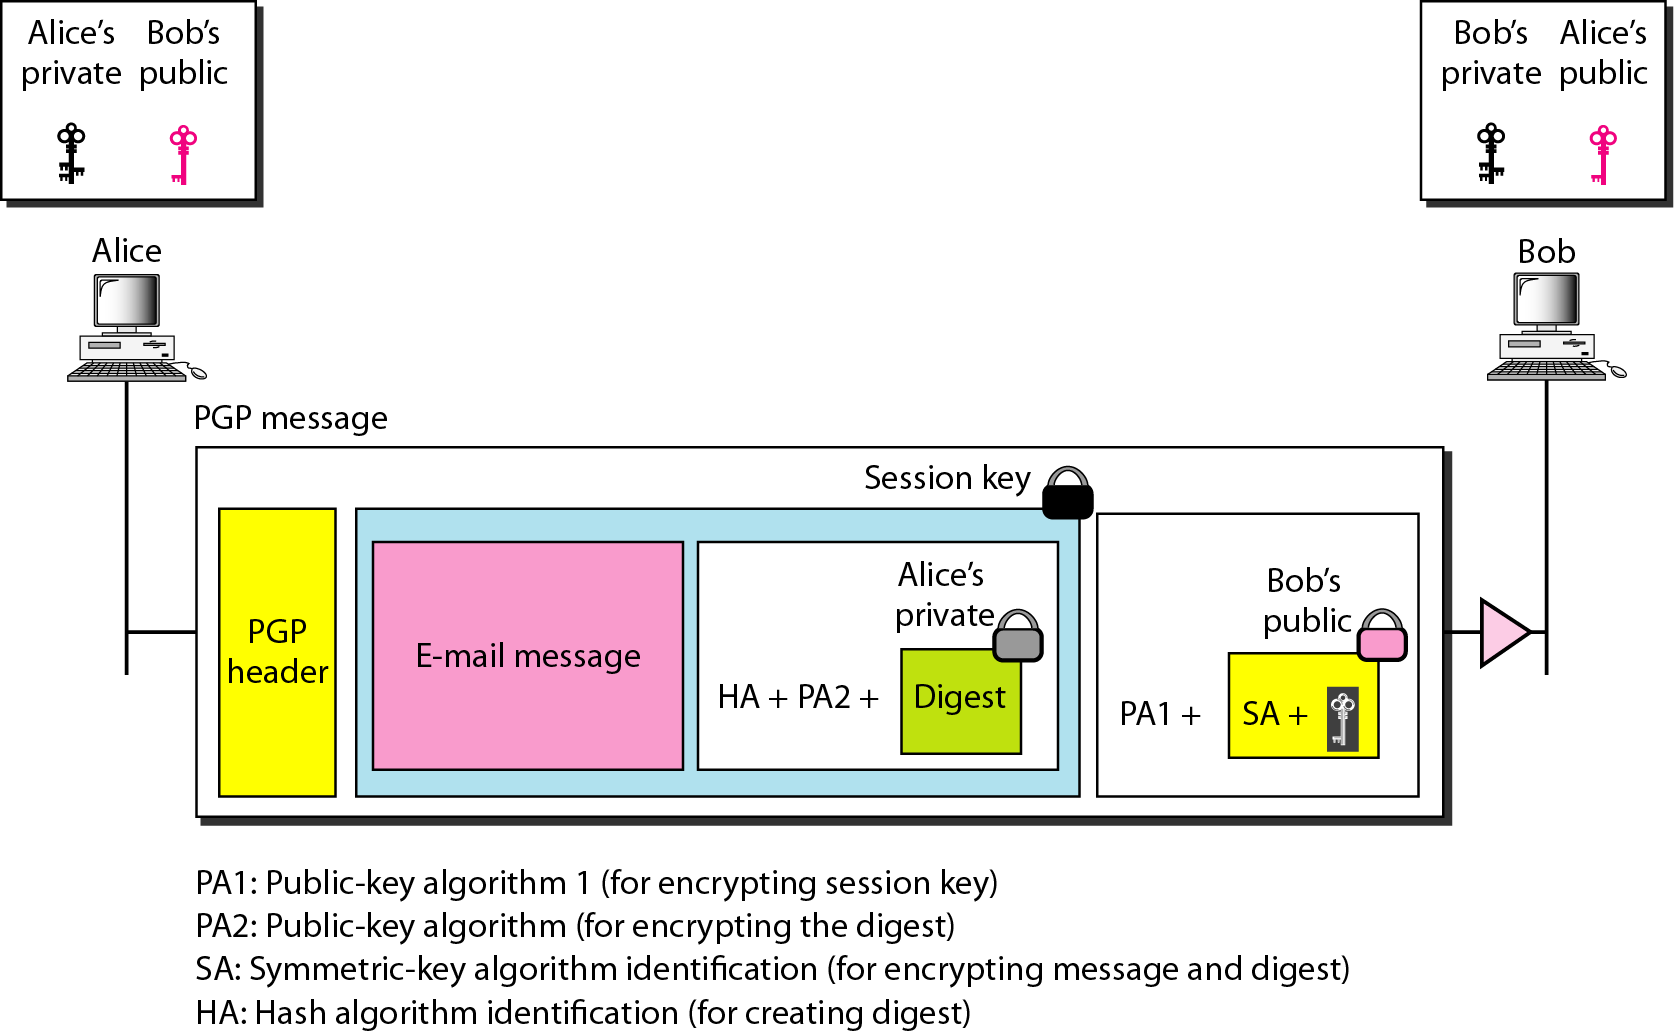 Alice’s Bob’s
private public
Bob’s Alice’s
private public
Alice
Bob
PGP message
Session key
Alice’s
private
Bob’s
public
PGP
header
E-mail message
HA + PA2 +
Digest
PA1 +
SA +
PA1: Public-key algorithm 1 (for encrypting session key)
PA2: Public-key algorithm (for encrypting the digest)
SA: Symmetric-key algorithm identification (for encrypting message and digest)
HA: Hash algorithm identification (for creating digest)